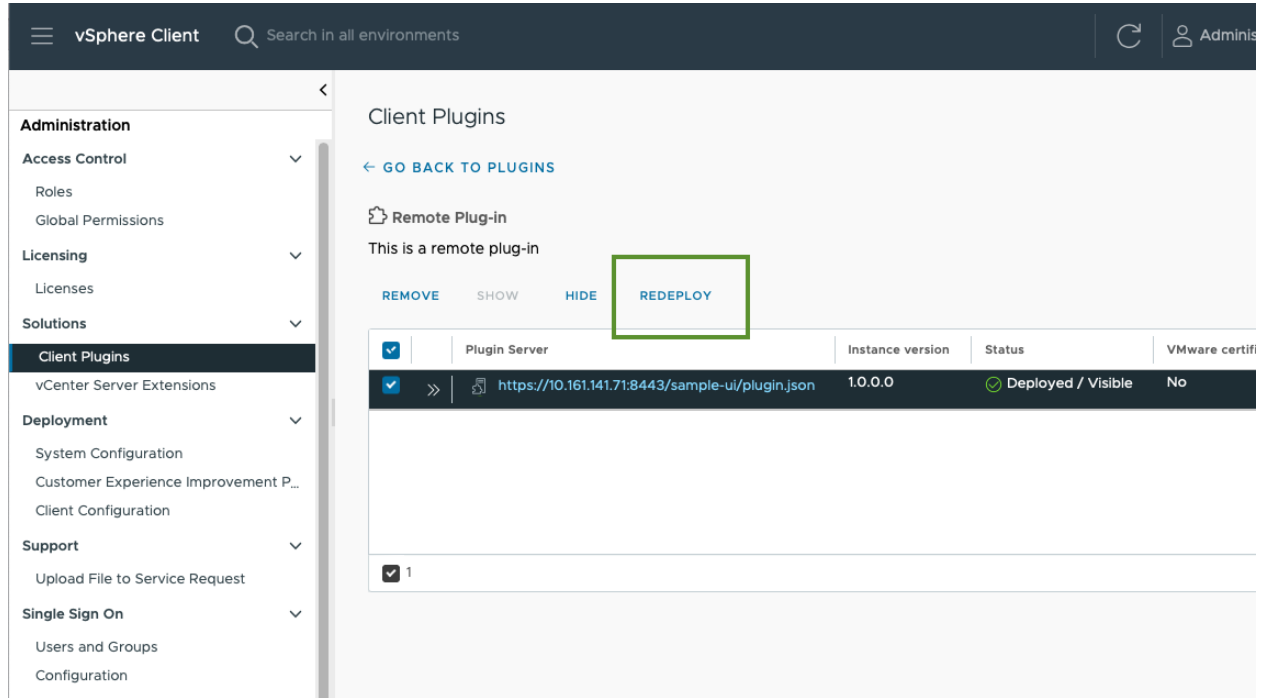 vSphere Client
Search in all environments
Adminis
Administration
Access Control
Roles
Global Permissions
Licensing
Licenses
Solutions
Client Plugins
vCenter Server Extensions
Deployment
System Configuration
Customer Experience Improvement P...
Client Configuration
Support
Upload File to Service Request
Single Sign On
Users and Groups
Configuration
Client Plugins
← GO BACK TO PLUGINS
Remote Plug-in
This is a remote plug-in
REMOVE SHOW HIDE REDEPLOY
Plugin Server Instance version Status VMware certifi
https://10.161.141.71:8443/sample-ui/plugin.json 1.0.0.0 Deployed / Visible No
1